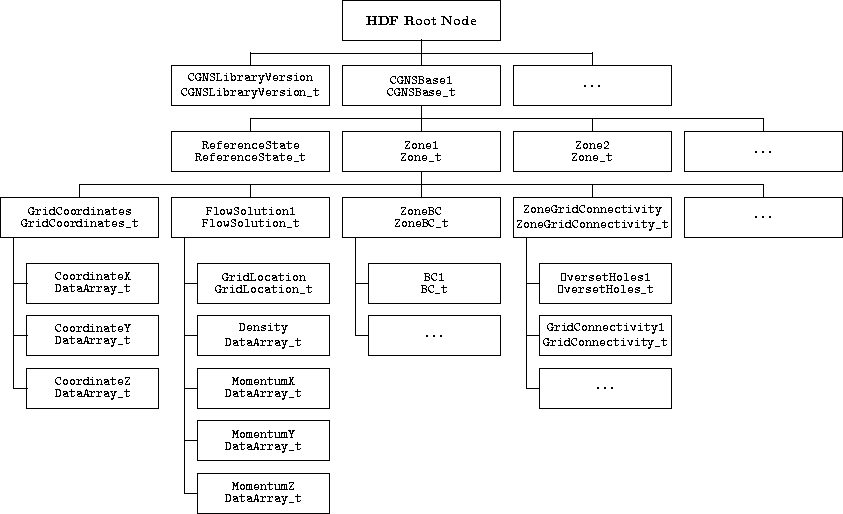 HDF Root Node
CGNSLibraryVersion
CGNSLibraryVersion_t
CGNSBase1
CGNSBase_t
...
ReferenceState
ReferenceState_t
Zone1
Zone_t
Zone2
Zone_t
...
GridCoordinates
GridCoordinates_t
FlowSolution1
FlowSolution_t
ZoneBC
ZoneBC_t
ZoneGridConnectivity
ZoneGridConnectivity_t
...
CoordinateX
DataArray_t
CoordinateY
DataArray_t
CoordinateZ
DataArray_t
GridLocation
GridLocation_t
Density
DataArray_t
MomentumX
DataArray_t
MomentumY
DataArray_t
MomentumZ
DataArray_t
BC1
BC_t
...
OversetHoles1
OversetHoles_t
GridConnectivity1
GridConnectivity_t
...